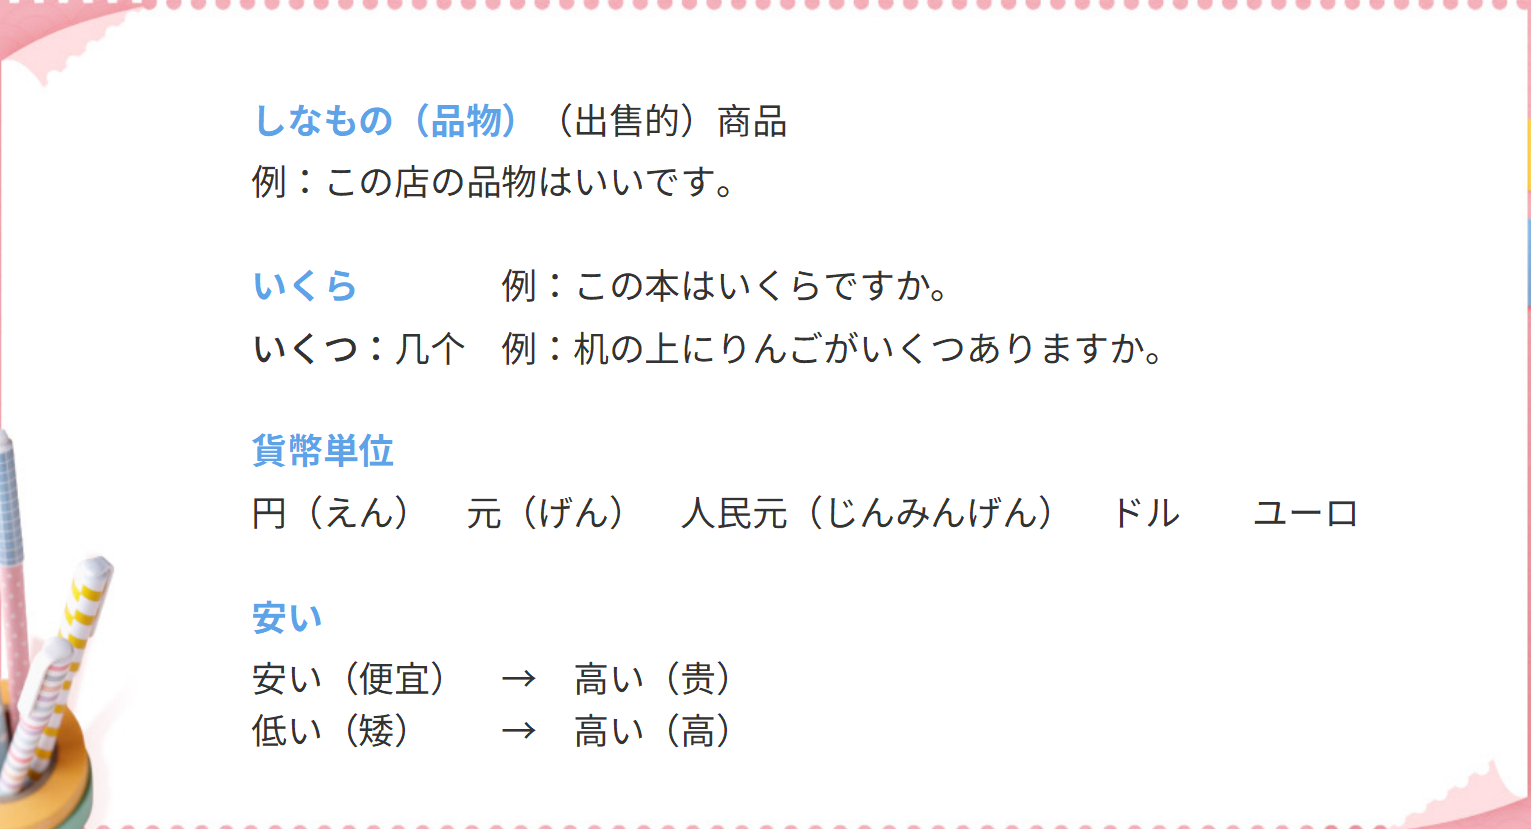 しなもの（品物）（出售的）商品
例：この店の品物はいいです。
いくら　　　　例：この本はいくらですか。
いくつ：几个　例：机の上にりんごがいくつありますか。
貨幣単位
円（えん）　元（げん）　人民元（じんみんげん）　ドル　　ユーロ
安い
安い（便宜）　→　高い（贵）
低い（矮）　　→　高い（高）